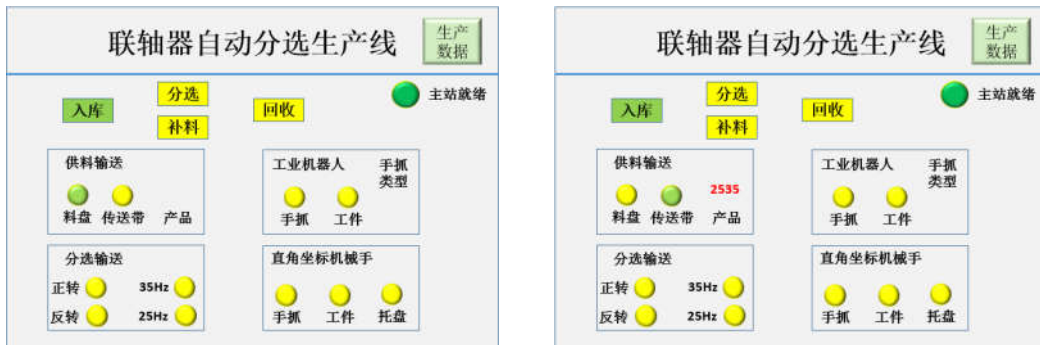 联轴器自动分选生产线
生产
数据
主站就绪
入库
分选
补料
回收
供料输送
料盘 传送带 产品
工业机器人
手抓
类型
手抓 工件
分选输送
正转 35Hz
反转 25Hz
直角坐标机械手
手抓 工件 托盘
联轴器自动分选生产线
生产
数据
主站就绪
入库
分选
补料
回收
供料输送
2535
料盘 传送带 产品
工业机器人
手抓
类型
手抓 工件
分选输送
正转 35Hz
反转 25Hz
直角坐标机械手
手抓 工件 托盘